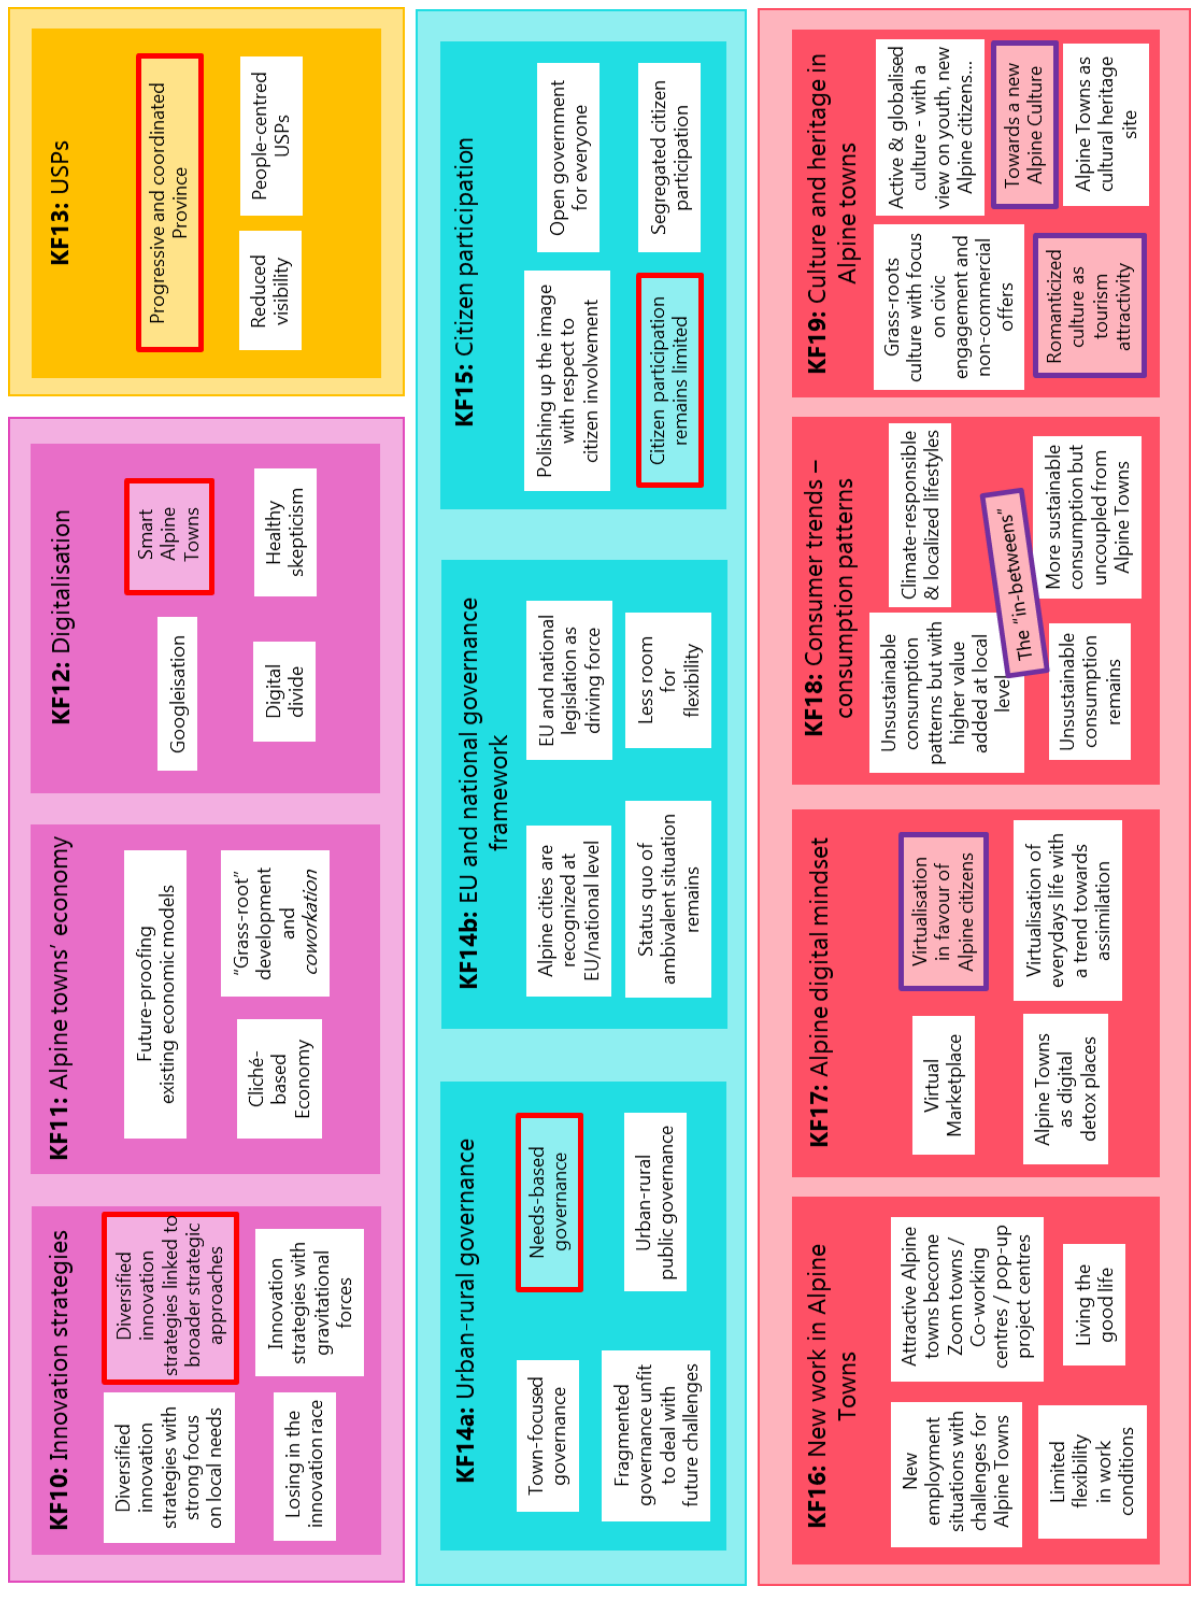 KF10: Innovation strategies
Diversified
innovation
strategies with
strong focus
on local needs
Diversified
innovation
strategies linked to
broader strategic
approaches
Losing in the
innovation race
Innovation
strategies with
gravitational
forces
KF11: Alpine towns’ economy
Future-proofing
existing economic models
Cliché-
based
Economy
“Grass-root”
development
and
coworkation
KF12: Digitalisation
Googleisation
Smart
Alpine
Towns
Digital
divide
Healthy
skepticism
KF13: USPs
Progressive and coordinated
Province
Reduced
visibility
People-centred
USPs
KF14a: Urban-rural governance
Town-focused
governance
Needs-based
governance
Fragmented
governance unfit
to deal with
future challenges
Urban-rural
public governance
KF14b: EU and national governance
framework
Alpine cities are
recognized at
EU/national level
EU and national
legislation as
driving force
Status quo of
ambivalent situation
remains
Less room
for
flexibility
KF15: Citizen participation
Polishing up the image
with respect to
citizen involvement
Open government
for everyone
Citizen participation
remains limited
Segregated citizen
participation
KF16: New work in Alpine
Towns
New
employment
situations with
challenges for
Alpine Towns
Attractive Alpine
towns become
Zoom towns /
Co-working
centres / pop-up
project centres
Limited
flexibility
in work
conditions
Living the
good life
KF17: Alpine digital mindset
Virtual
Marketplace
Virtualisation
in favour of
Alpine citizens
Alpine Towns
as digital
detox places
Virtualisation of
everydays life with
a trend towards
assimilation
KF18: Consumer trends –
consumption patterns
Unsustainable
consumption
patterns but with
higher value
added at local
level
Climate-responsible
& localized lifestyles
The “in-betweens”
Unsustainable
consumption
remains
More sustainable
consumption but
uncoupled from
Alpine Towns
KF19: Culture and heritage in
Alpine towns
Grass-roots
culture with focus
on civic
engagement and
non-commercial
offers
Active & globalised
culture - with a
view on youth, new
Alpine citizens...
Towards a new
Alpine Culture
Romanticized
culture as
tourism
attractivity
Alpine Towns as
cultural heritage
site